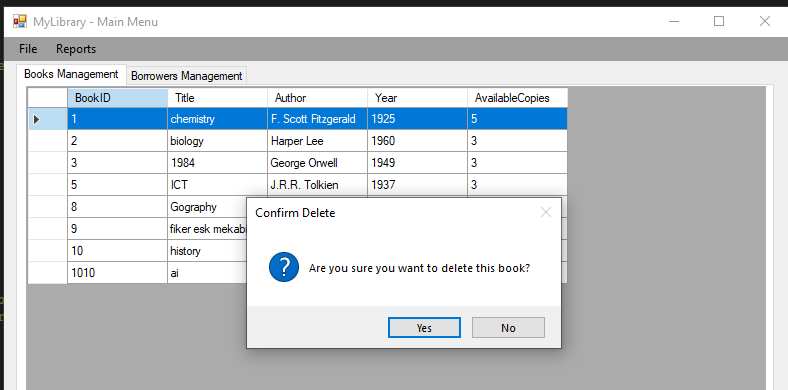 MyLibrary - Main Menu
File Reports
Books Management Borrowers Management
BookID Title Author Year AvailableCopies
1 chemistry F. Scott Fitzgerald 1925 5
2 biology Harper Lee 1960 3
3 1984 George Orwell 1949 3
5 ICT J.R.R. Tolkien 1937 3
8 Gography
9 fiker esk mekabi
10 history
1010 ai
Confirm Delete
Are you sure you want to delete this book?
Yes No